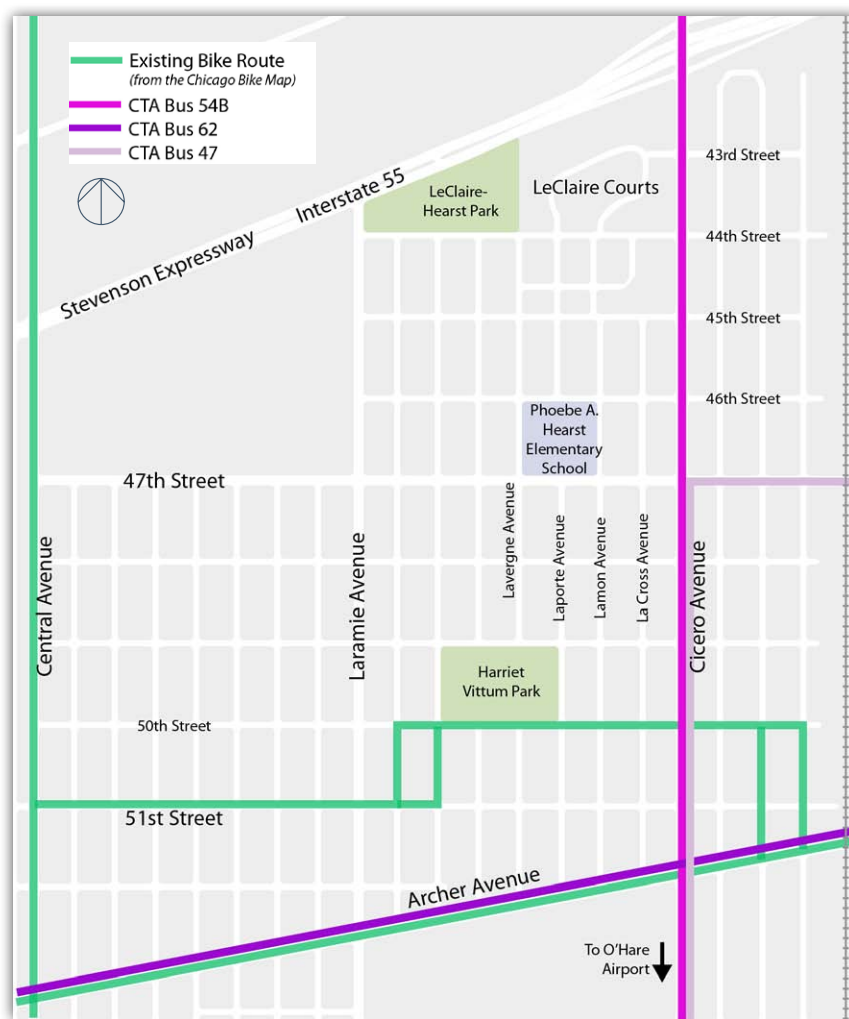 Existing Bike Route
(from the Chicago Bike Map)
CTA Bus 54B
CTA Bus 62
CTA Bus 47
Stevenson Expressway
Interstate 55
LeClaire-
Hearst Park
LeClaire Courts
43rd Street
44th Street
45th Street
46th Street
Phoebe A.
Hearst
Elementary
School
47th Street
Central Avenue
Laramie Avenue
Lavergne Avenue
Laporte Avenue
Lamon Avenue
La Cross Avenue
Cicero Avenue
Harriet
Vittum Park
50th Street
51st Street
Archer Avenue
To O'Hare
Airport